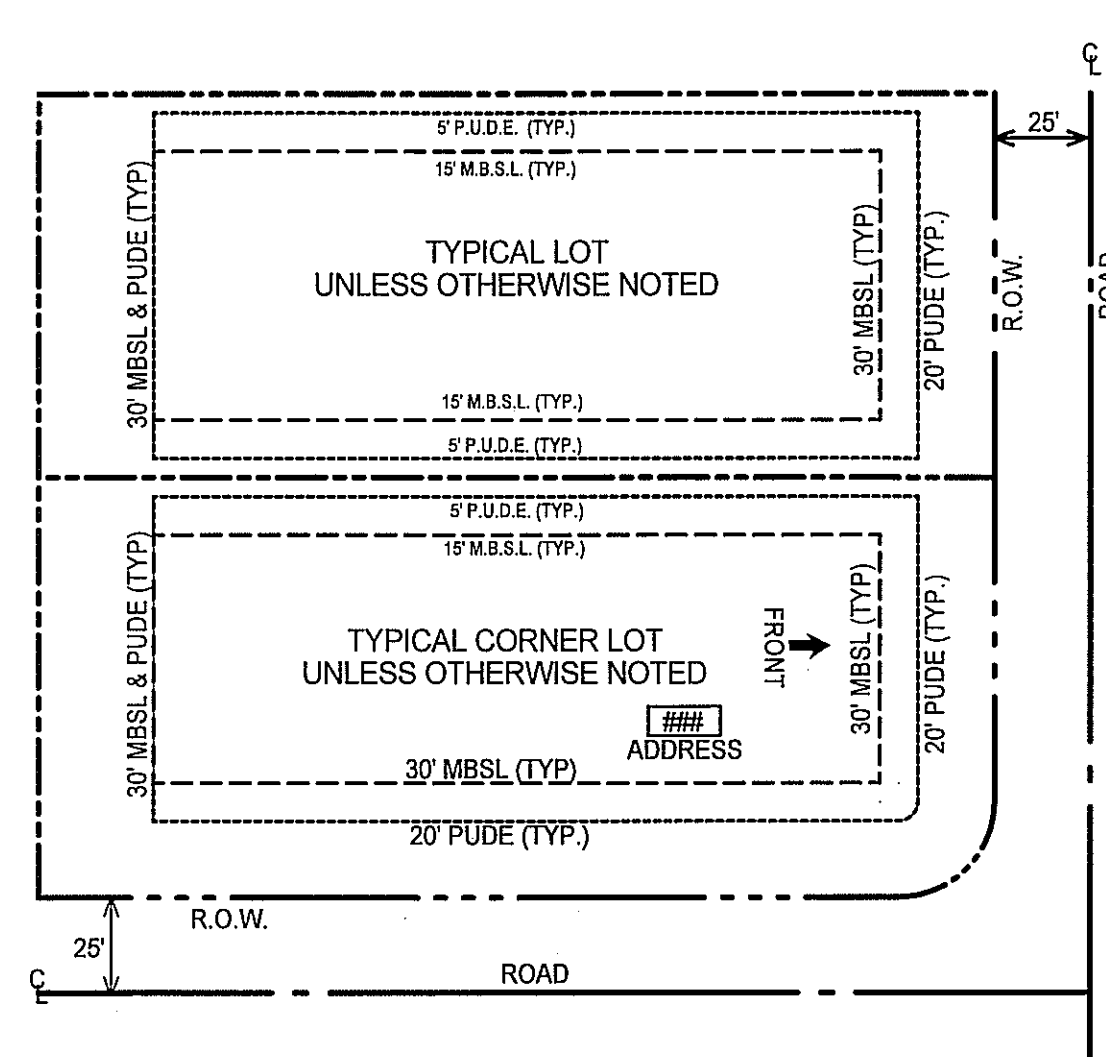 ℄
25'
5' P.U.D.E. (TYP.)
15' M.B.S.L. (TYP.)
30' MBSL & PUDE (TYP)
TYPICAL LOT
UNLESS OTHERWISE NOTED
30' MBSL (TYP)
20' PUDE (TYP.)
R.O.W.
ROAD
15' M.B.S.L. (TYP.)
5' P.U.D.E. (TYP.)
5' P.U.D.E. (TYP.)
15' M.B.S.L. (TYP.)
30' MBSL & PUDE (TYP)
TYPICAL CORNER LOT
UNLESS OTHERWISE NOTED
FRONT
30' MBSL (TYP)
20' PUDE (TYP.)
###
ADDRESS
30' MBSL (TYP)
20' PUDE (TYP.)
R.O.W.
25'
ROAD
℄